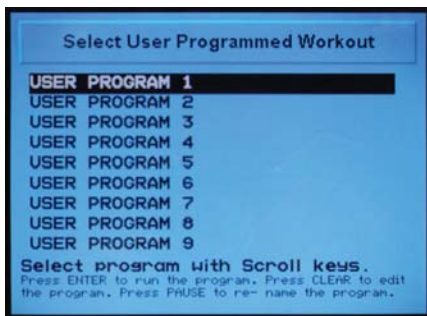 Select User Programmed Workout
USER PROGRAM 1
USER PROGRAM 2
USER PROGRAM 3
USER PROGRAM 4
USER PROGRAM 5
USER PROGRAM 6
USER PROGRAM 7
USER PROGRAM 8
USER PROGRAM 9
Select program with Scroll keys.
Press ENTER to run the program. Press CLEAR to edit
the program. Press PAUSE to re- name the program.